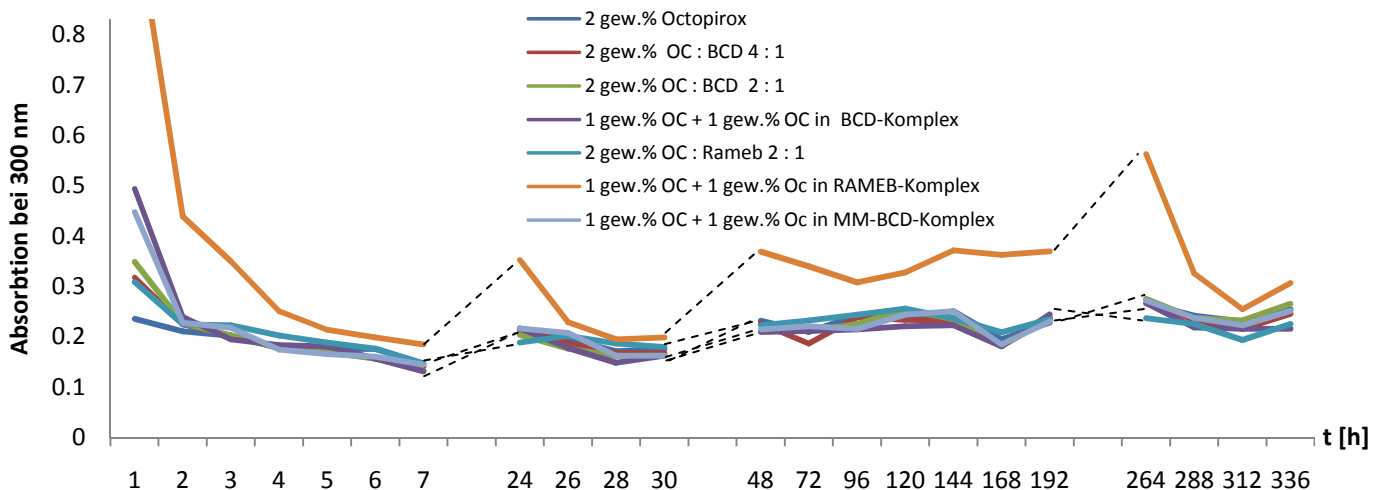 2 gew.% Octopirox
2 gew.% OC : BCD 4 : 1
2 gew.% OC : BCD 2 : 1
1 gew.% OC + 1 gew.% OC in BCD-Komplex
2 gew.% OC : Rameb 2 : 1
1 gew.% OC + 1 gew.% Oc in RAMEB-Komplex
1 gew.% OC + 1 gew.% Oc in MM-BCD-Komplex
Absorbtion bei 300 nm
0.8
0.7
0.6
0.5
0.4
0.3
0.2
0.1
0
t [h]
1 2 3 4 5 6 7 24 26 28 30 48 72 96 120 144 168 192 264 288 312 336